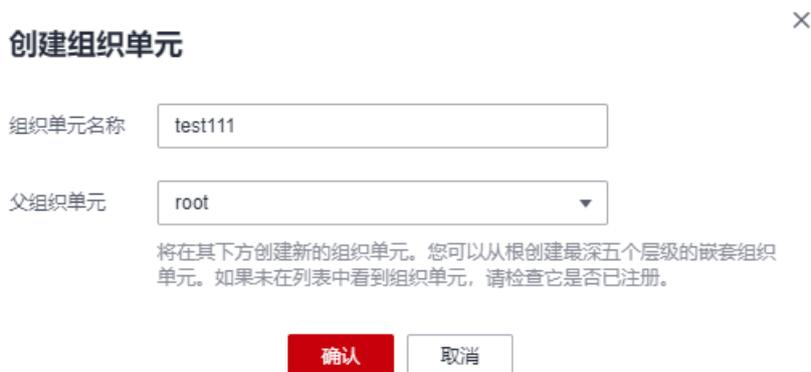 创建组织单元
组织单元名称 test111
父组织单元 root
将在其下方创建新的组织单元。您可以从根创建最深五个层级的嵌套组织
单元。如果未在列表中看到组织单元，请检查它是否已注册。
确认 取消